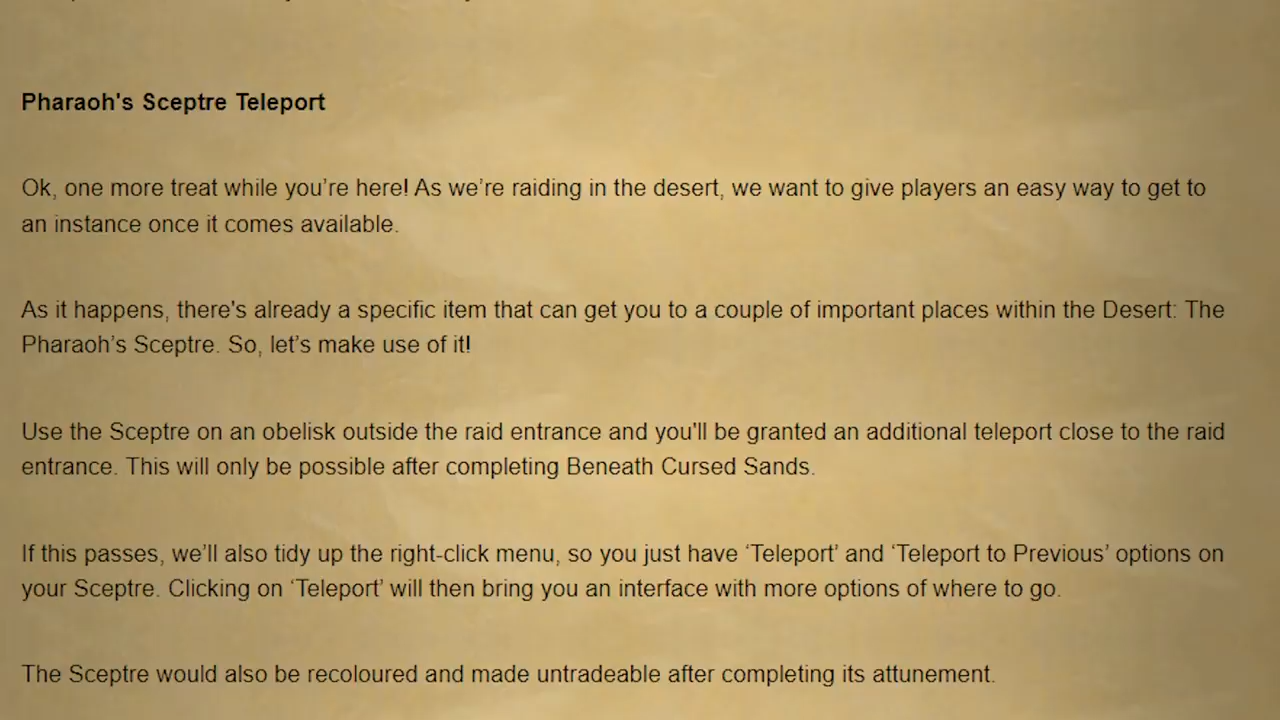 Pharaoh's Sceptre Teleport
Ok, one more treat while you’re here! As we’re raiding in the desert, we want to give players an easy way to get to
an instance once it comes available.
As it happens, there's already a specific item that can get you to a couple of important places within the Desert: The
Pharaoh’s Sceptre. So, let’s make use of it!
Use the Sceptre on an obelisk outside the raid entrance and you'll be granted an additional teleport close to the raid
entrance. This will only be possible after completing Beneath Cursed Sands.
If this passes, we’ll also tidy up the right-click menu, so you just have ‘Teleport’ and ‘Teleport to Previous’ options on
your Sceptre. Clicking on ‘Teleport’ will then bring you an interface with more options of where to go.
The Sceptre would also be recoloured and made untradeable after completing its attunement.